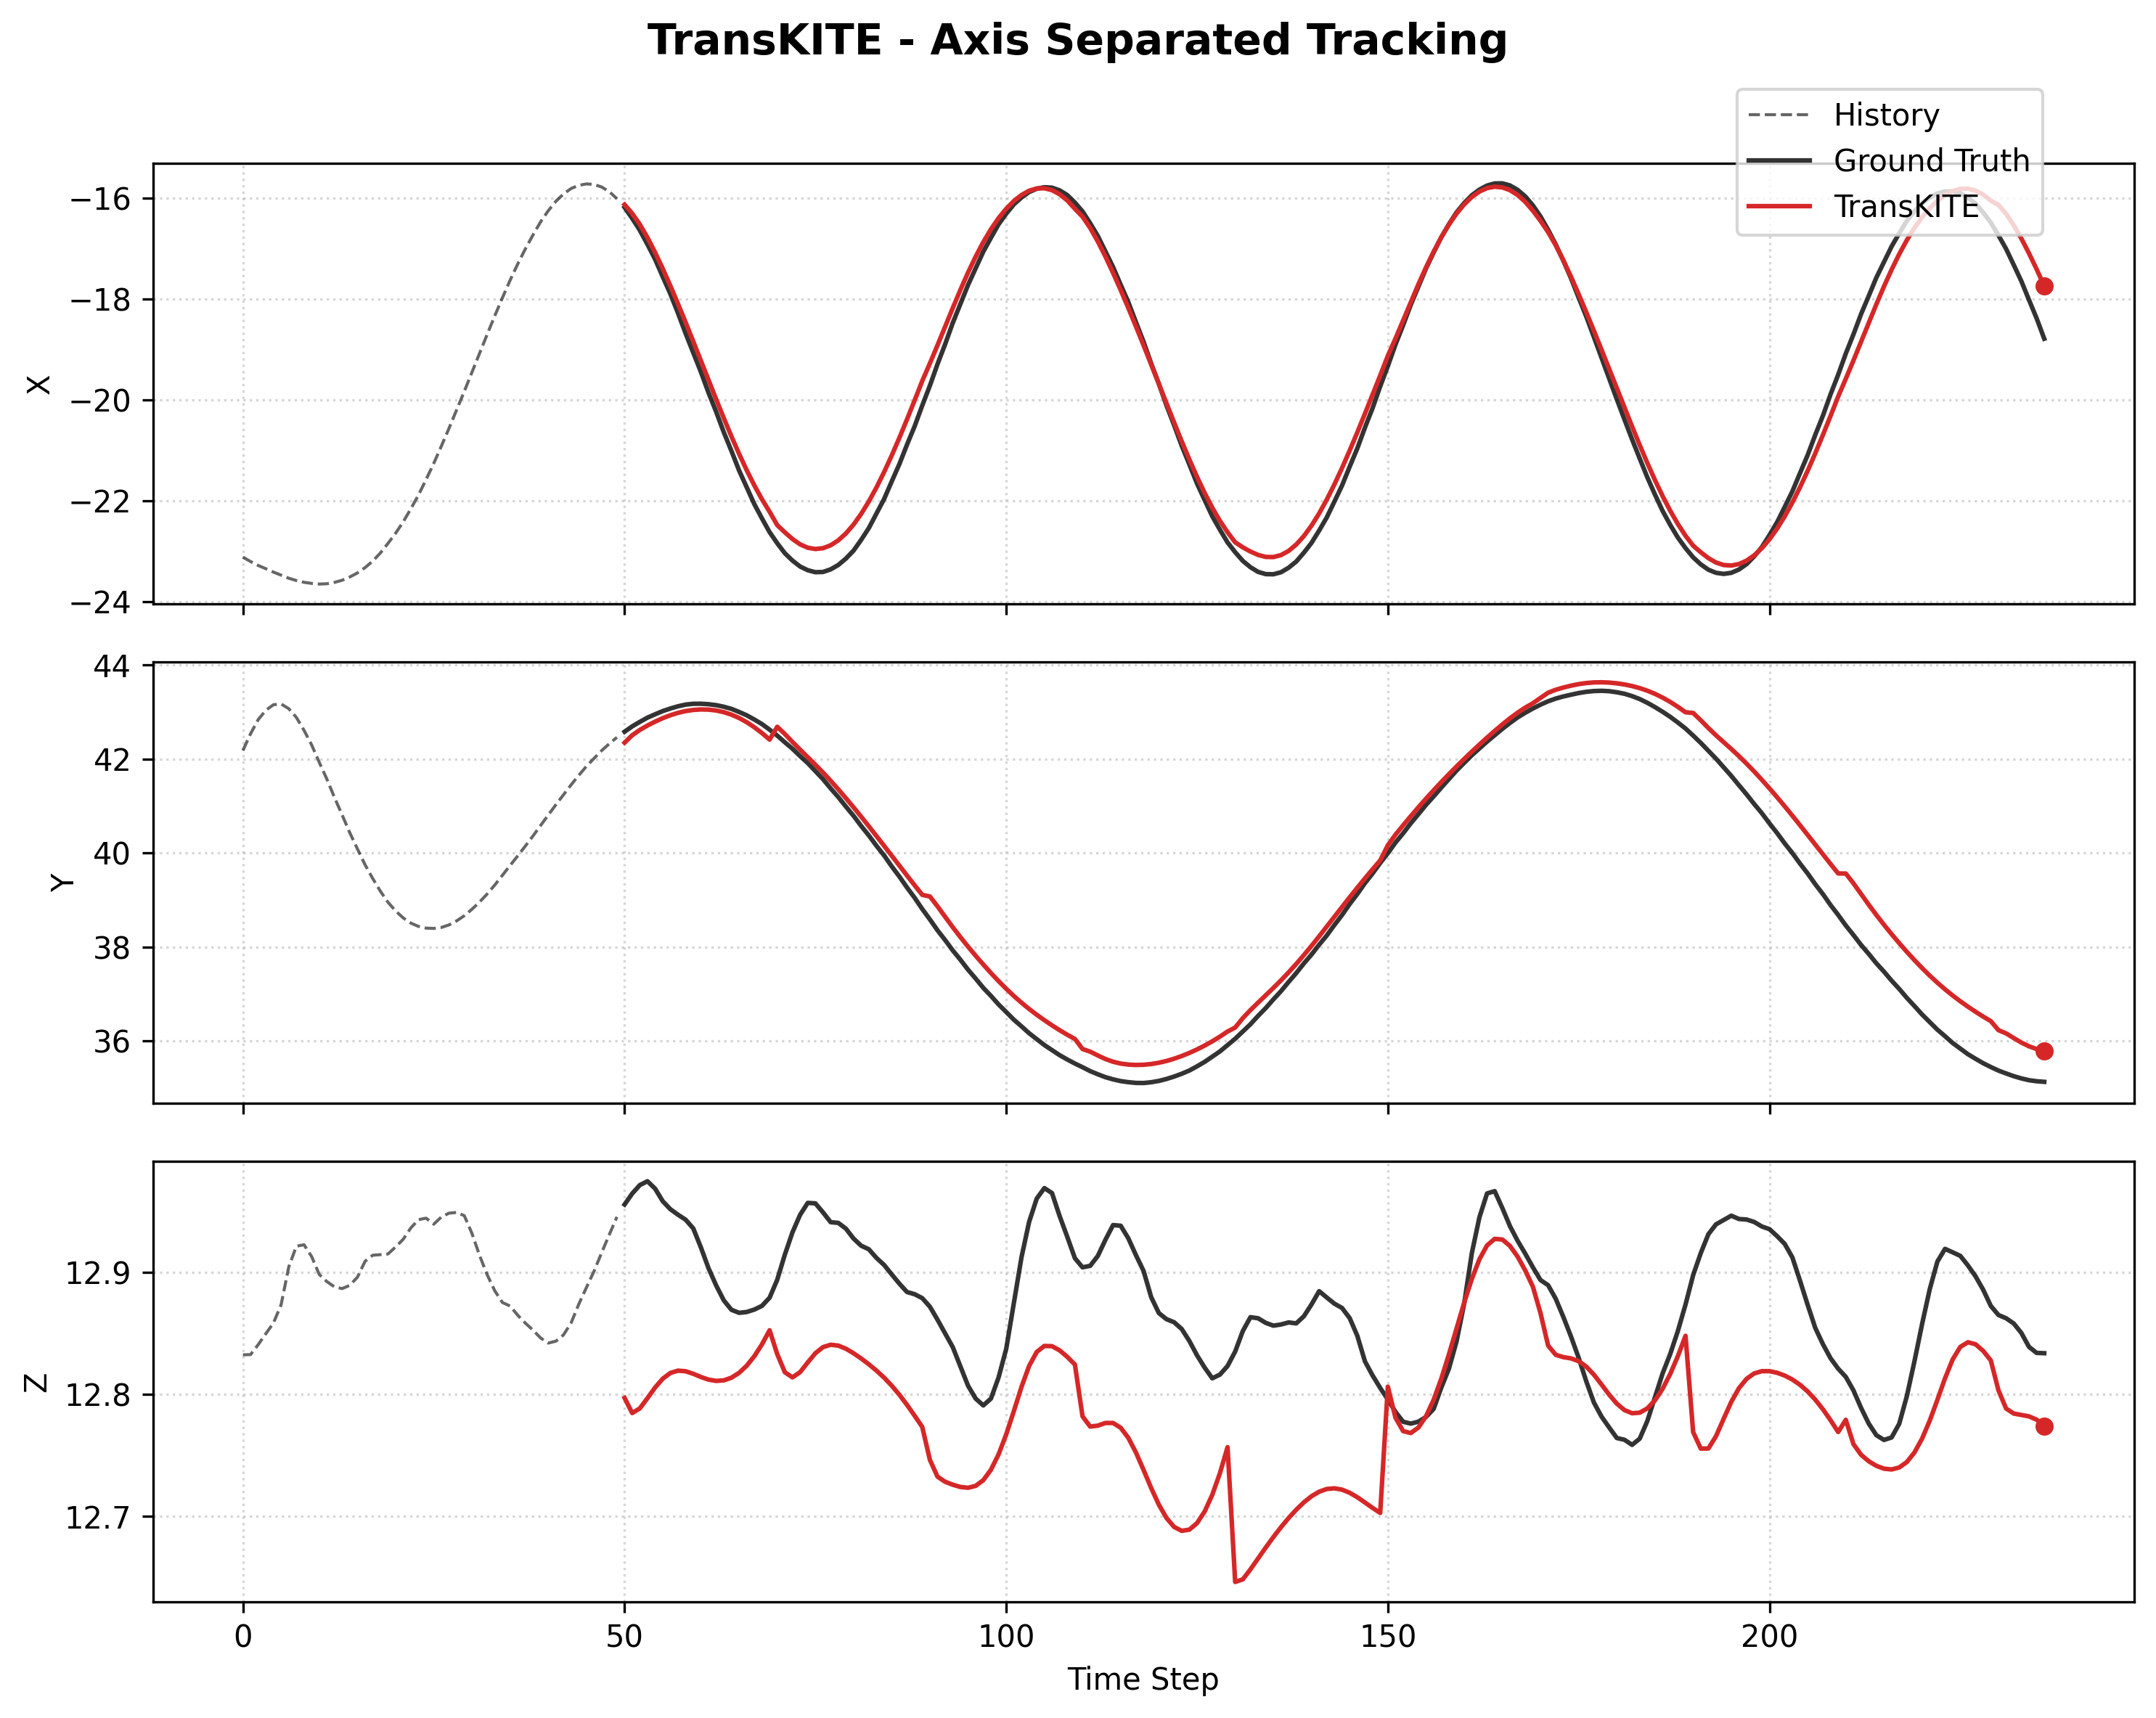 TransKITE - Axis Separated Tracking
History
Ground Truth
TransKITE
−16
−18
−20
−22
−24
X
44
42
40
38
36
Y
12.9
12.8
12.7
Z
0 50 100 150 200
Time Step